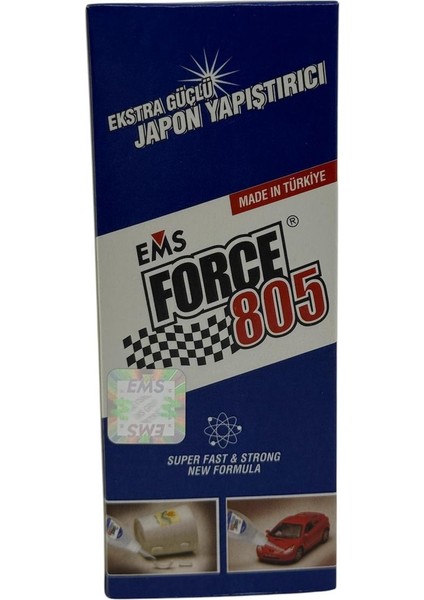 EKSTRA GÜÇLÜ
JAPON YAPIŞTIRICI
MADE IN TÜRKİYE
EMS
FORCE®
805
EMS
EMS
SUPER FAST & STRONG
NEW FORMULA